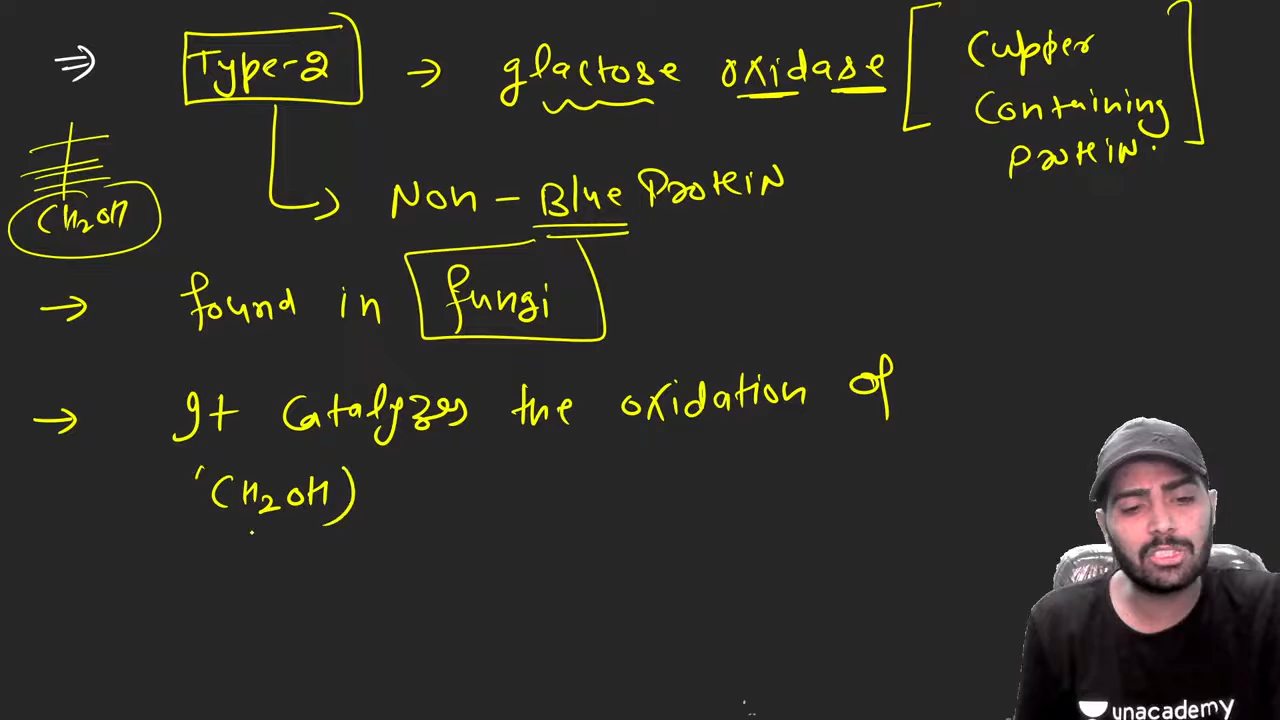 ⇒ Type-2 → glactose oxidase [Cupper
Containing
Protein.]
CH2OH
Non - Blue Protein
→ found in fungi
→ It Catalyzes the oxidation of
'CH2OH)
unacademy